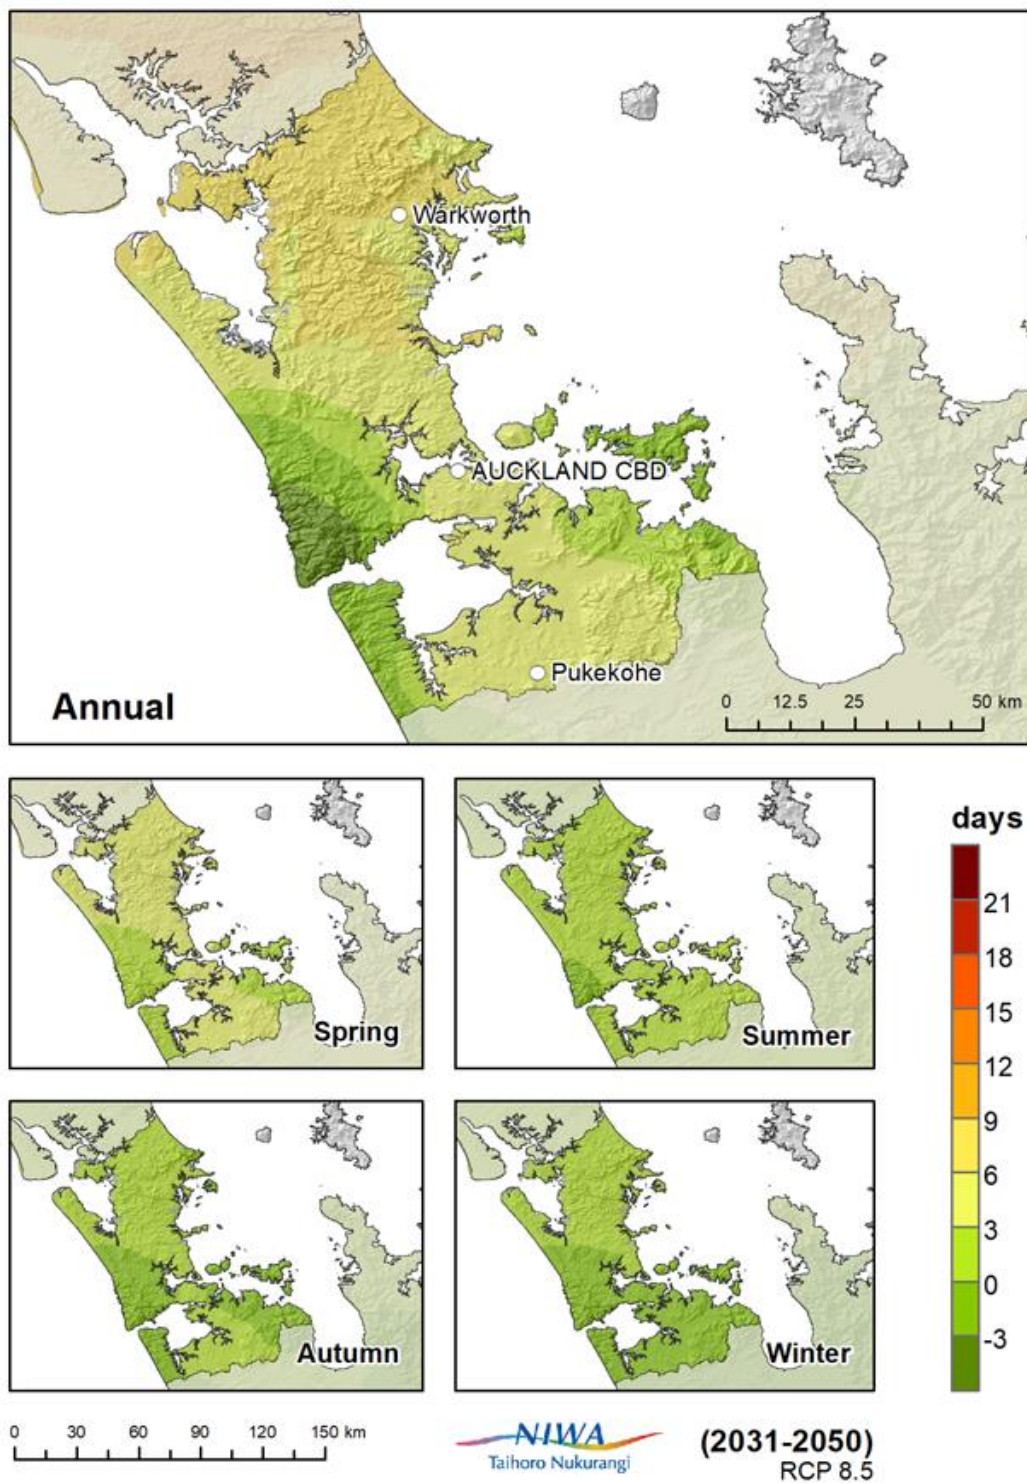 Warkworth
AUCKLAND CBD
Pukekohe
Annual
0 12.5 25 50 km
Spring
Summer
Autumn
Winter
days
21
18
15
12
9
6
3
0
-3
0 30 60 90 120 150 km
NIWA
Taihoro Nukurangi
(2031-2050)
RCP 8.5